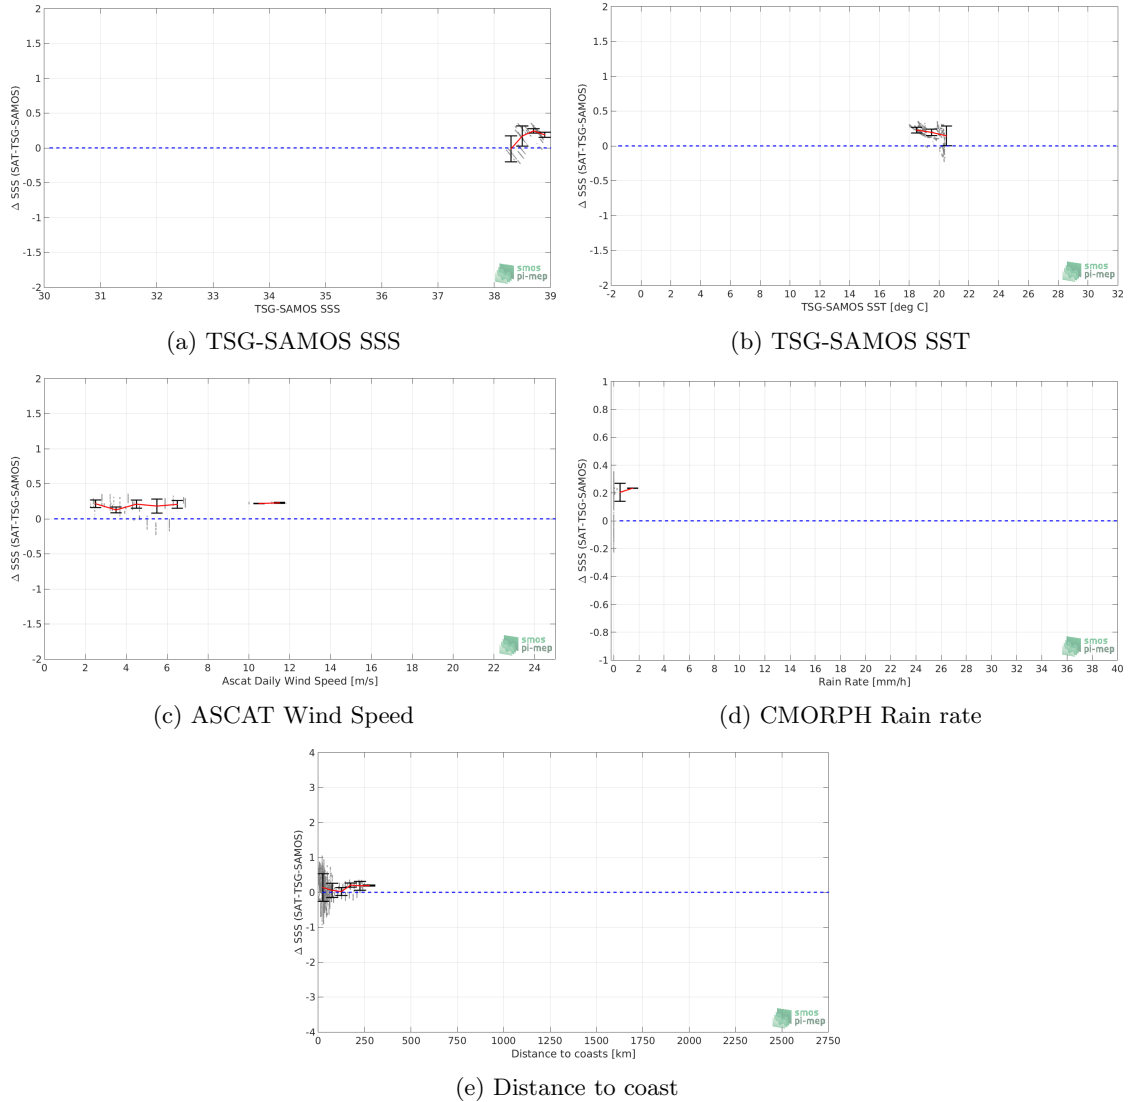 2
1.5
1
0.5
0
-0.5
-1
-1.5
-2
Δ SSS (SAT-TSG-SAMOS)
30 31 32 33 34 35 36 37 38 39
TSG-SAMOS SSS
smos
pi-mep
(a) TSG-SAMOS SSS
2
1.5
1
0.5
0
-0.5
-1
-1.5
-2
Δ SSS (SAT-TSG-SAMOS)
-2 0 2 4 6 8 10 12 14 16 18 20 22 24 26 28 30 32
TSG-SAMOS SST [deg C]
smos
pi-mep
(b) TSG-SAMOS SST
2
1.5
1
0.5
0
-0.5
-1
-1.5
-2
Δ SSS (SAT-TSG-SAMOS)
0 2 4 6 8 10 12 14 16 18 20 22 24
Ascat Daily Wind Speed [m/s]
smos
pi-mep
(c) ASCAT Wind Speed
1
0.8
0.6
0.4
0.2
0
-0.2
-0.4
-0.6
-0.8
-1
Δ SSS (SAT-TSG-SAMOS)
0 2 4 6 8 10 12 14 16 18 20 22 24 26 28 30 32 34 36 38 40
Rain Rate [mm/h]
smos
pi-mep
(d) CMORPH Rain rate
4
3
2
1
0
-1
-2
-3
-4
Δ SSS (SAT-TSG-SAMOS)
0 250 500 750 1000 1250 1500 1750 2000 2250 2500 2750
Distance to coasts [km]
smos
pi-mep
(e) Distance to coast